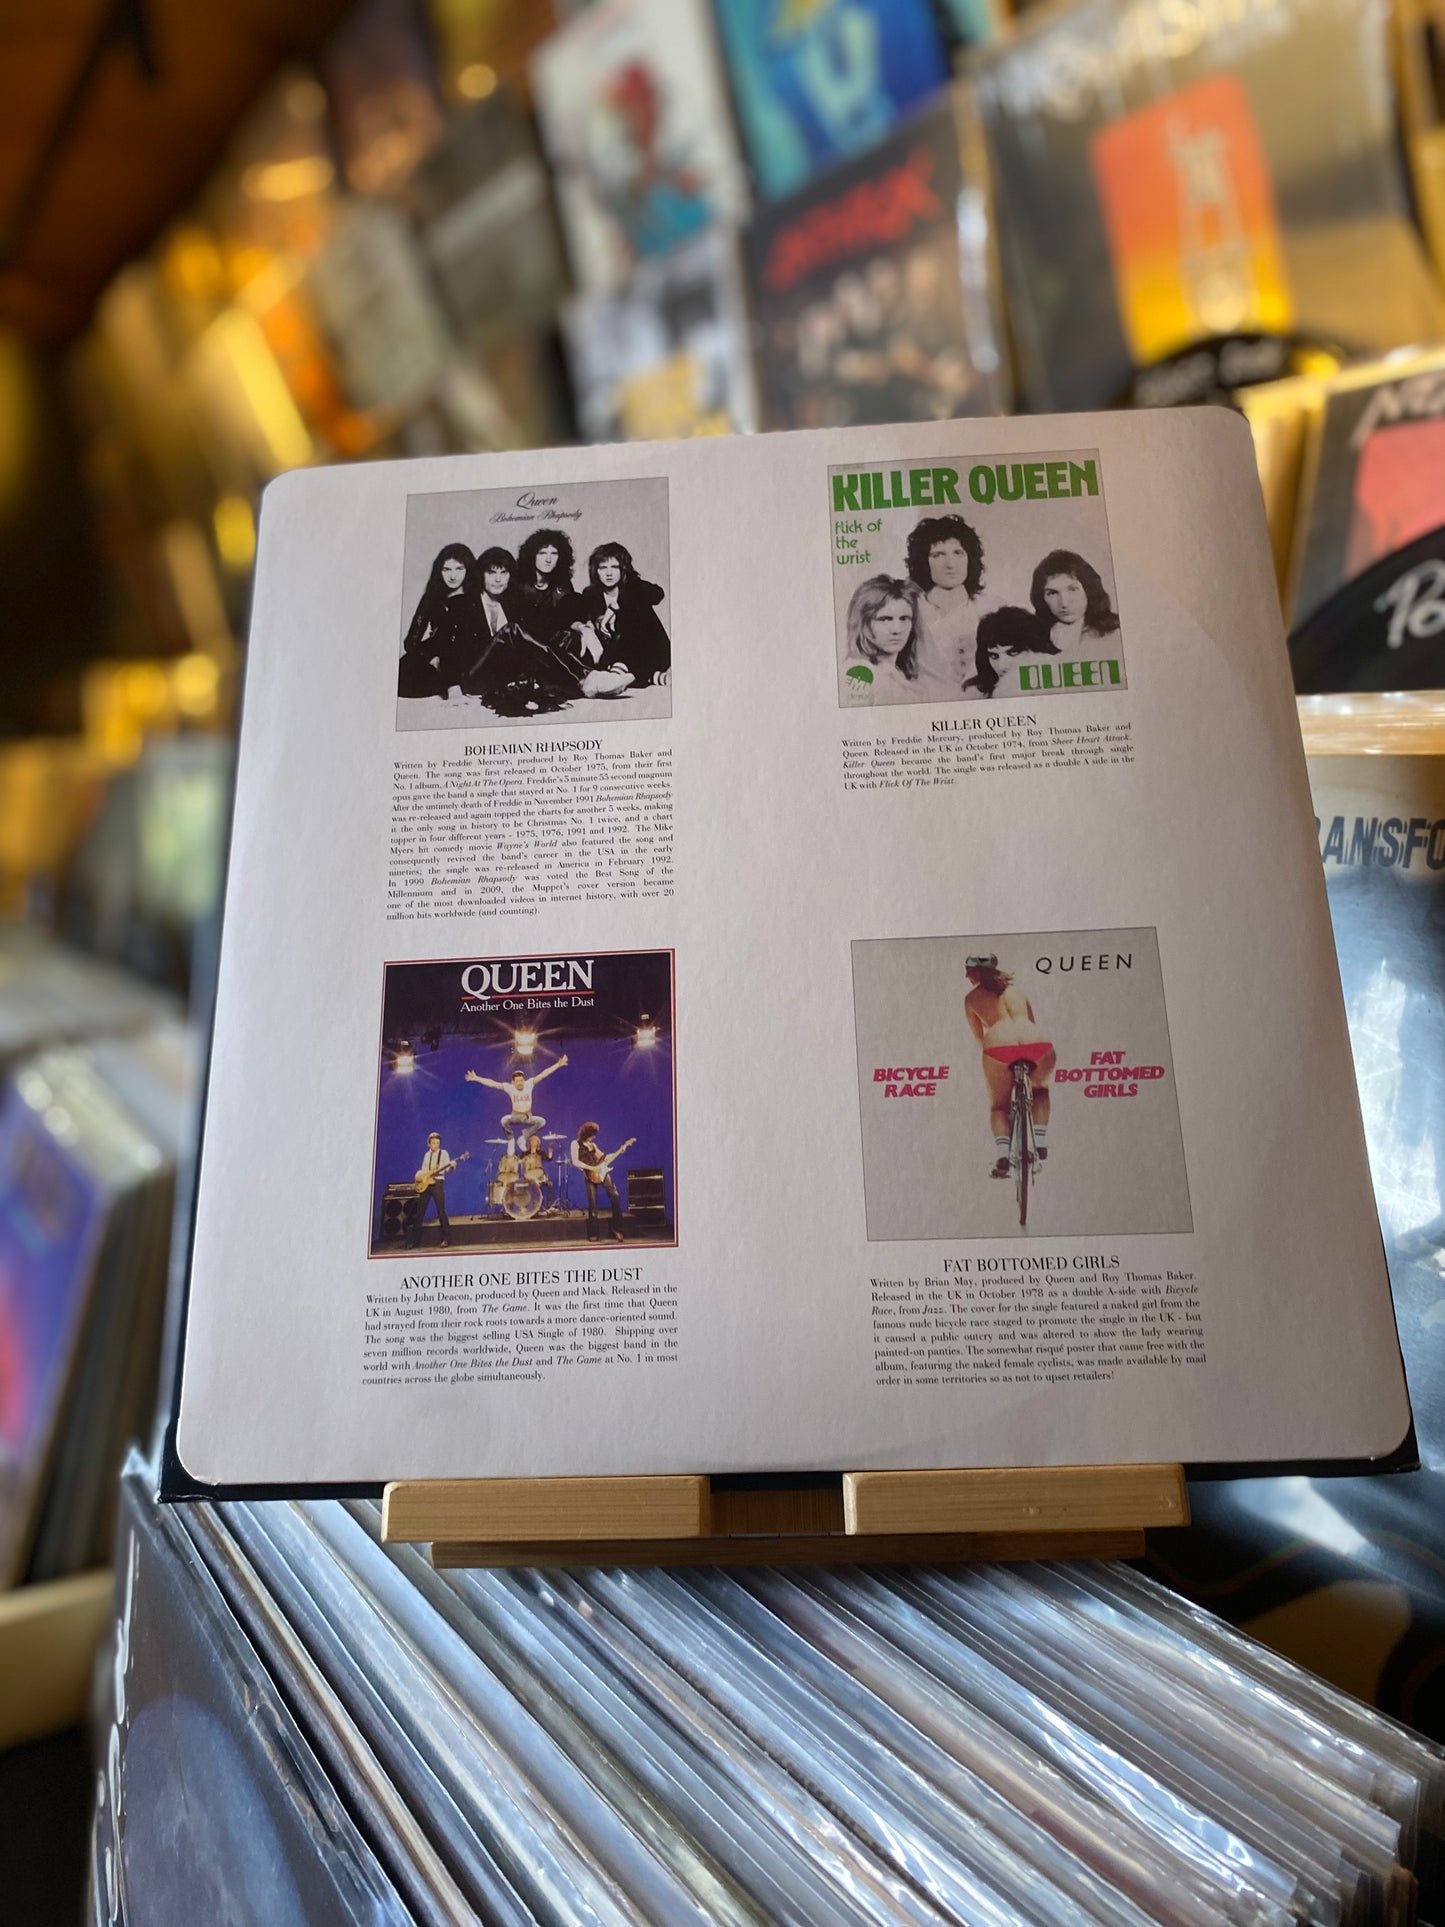 Queen
Bohemian Rhapsody
BOHEMIAN RHAPSODY
Written by Freddie Mercury, produced by Roy Thomas Baker and
Queen. The song was first released in October 1975, from their first
No. 1 album, A Night At The Opera. Freddie's 5 minute 55 second magnum
opus gave the band a single that stayed at No. 1 for 9 consecutive weeks.
After the untimely death of Freddie in November 1991 Bohemian Rhapsody
was re-released and again topped the charts for another 5 weeks, making
it the only song in history to be Christmas No. 1 twice, and a chart
topper in four different years - 1975, 1976, 1991 and 1992. The Mike
Myers hit comedy movie Wayne's World also featured the song and
consequently revived the band's career in the USA in the early
nineties; the single was re-released in America in February 1992.
In 1999 Bohemian Rhapsody was voted the Best Song of the
Millennium and in 2009, the Muppet's cover version became
one of the most downloaded videos in internet history, with over 20
million hits worldwide (and counting).
KILLER QUEEN
flick of
the
wrist
QUEEN
EMI
KILLER QUEEN
Written by Freddie Mercury, produced by Roy Thomas Baker and
Queen. Released in the UK in October 1974, from Sheer Heart Attack.
Killer Queen became the band's first major break through single
throughout the world. The single was released as a double A side in the
UK with Flick Of The Wrist.
QUEEN
Another One Bites the Dust
FLASH
ANOTHER ONE BITES THE DUST
Written by John Deacon, produced by Queen and Mack. Released in the
UK in August 1980, from The Game. It was the first time that Queen
had strayed from their rock roots towards a more dance-oriented sound.
The song was the biggest selling USA Single of 1980. Shipping over
seven million records worldwide, Queen was the biggest band in the
world with Another One Bites the Dust and The Game at No. 1 in most
countries across the globe simultaneously.
QUEEN
BICYCLE
RACE
FAT
BOTTOMED
GIRLS
FAT BOTTOMED GIRLS
Written by Brian May, produced by Queen and Roy Thomas Baker.
Released in the UK in October 1978 as a double A-side with Bicycle
Race, from Jazz. The cover for the single featured a naked girl from the
famous nude bicycle race staged to promote the single in the UK - but
it caused a public outcry and was altered to show the lady wearing
painted-on panties. The somewhat risqué poster that came free with the
album, featuring the naked female cyclists, was made available by mail
order in some territories so as not to upset retailers!
ANSFO